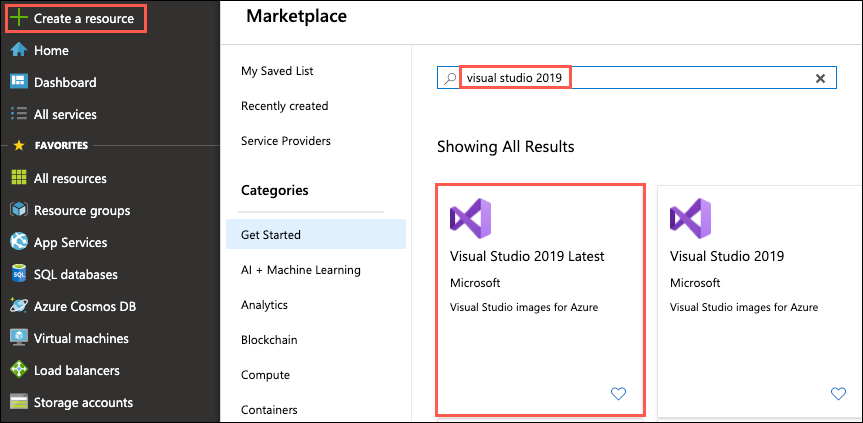 Create a resource
Home
Dashboard
All services
FAVORITES
All resources
Resource groups
App Services
SQL databases
Azure Cosmos DB
Virtual machines
Load balancers
Storage accounts
Marketplace
My Saved List
Recently created
Service Providers
Categories
Get Started
AI + Machine Learning
Analytics
Blockchain
Compute
Containers
visual studio 2019
Showing All Results
Visual Studio 2019 Latest
Microsoft
Visual Studio images for Azure
Visual Studio 2019
Microsoft
Visual Studio images for Azure